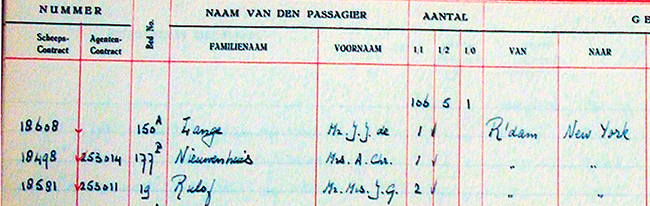 NUMMER NAAM VAN DEN PASSAGIER AANTAL GE
Scheeps-Contract Agenten-Contract Bed No. FAMILIENAAM VOORNAAM 1/1 1/2 1/0 VAN NAAR
106 5 1
18608 150A Lange Mr. J.J. de 1 R'dam New York
18498 253014 177 Nieuwenhuis Mrs. A. Chr. 1 " "
18581 253011 19 Rulof Mr. Mrs. J.G. 2 " "